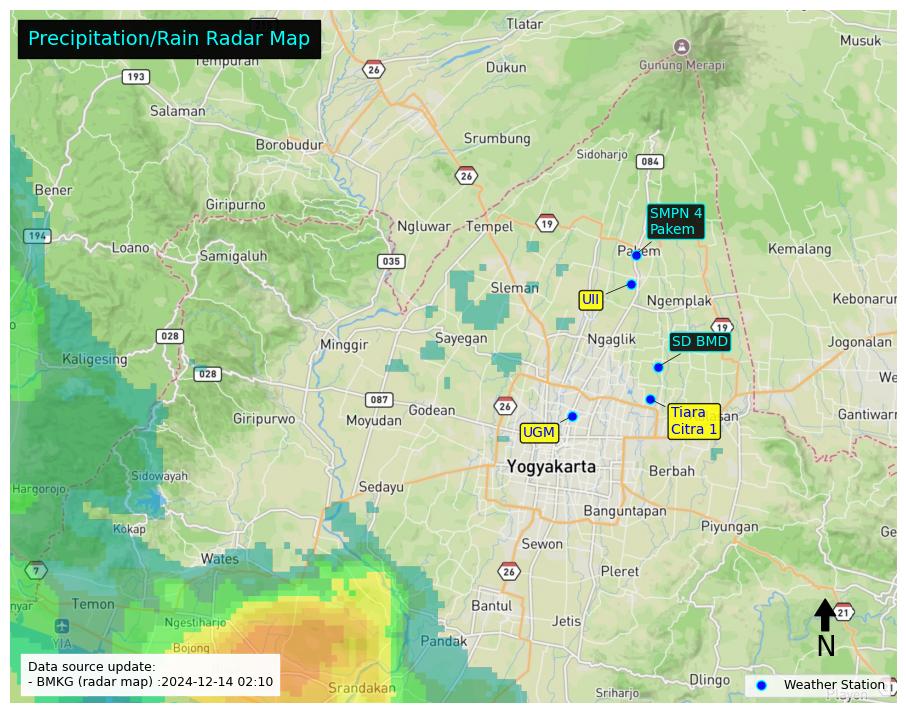 Precipitation/Rain Radar Map
Tlatar
Musuk
Tempuran
26
Dukun
Gunung Merapi
193
Salaman
Borobudur
Srumbung
Sidoharjo
084
26
Bener
Giripurno
SMPN 4
Pakem
Ngluwar
Tempel
19
194
Loano
Samigaluh
035
Pakem
Kemalang
Sleman
UII
Ngemplak
Kebonarun
028
Minggir
Sayegan
Ngaglik
19
SD BMD
Jogonalan
Kaligesing
028
087
Godean
26
Giripurwo
Moyudan
UGM
Tiara
Citra 1
Gantiwarn
Yogyakarta
Berbah
Sidowayah
Hargorojo
Sedayu
Kokap
Banguntapan
Piyungan
Sewon
Wates
7
26
Pleret
Temon
Bantul
21
Ngestiharjo
Jetis
YIA
Bojong
Pandak
N
Data source update:
- BMKG (radar map) :2024-12-14 02:10
Srandakan
Dlingo
Sriharjo
Weather Station